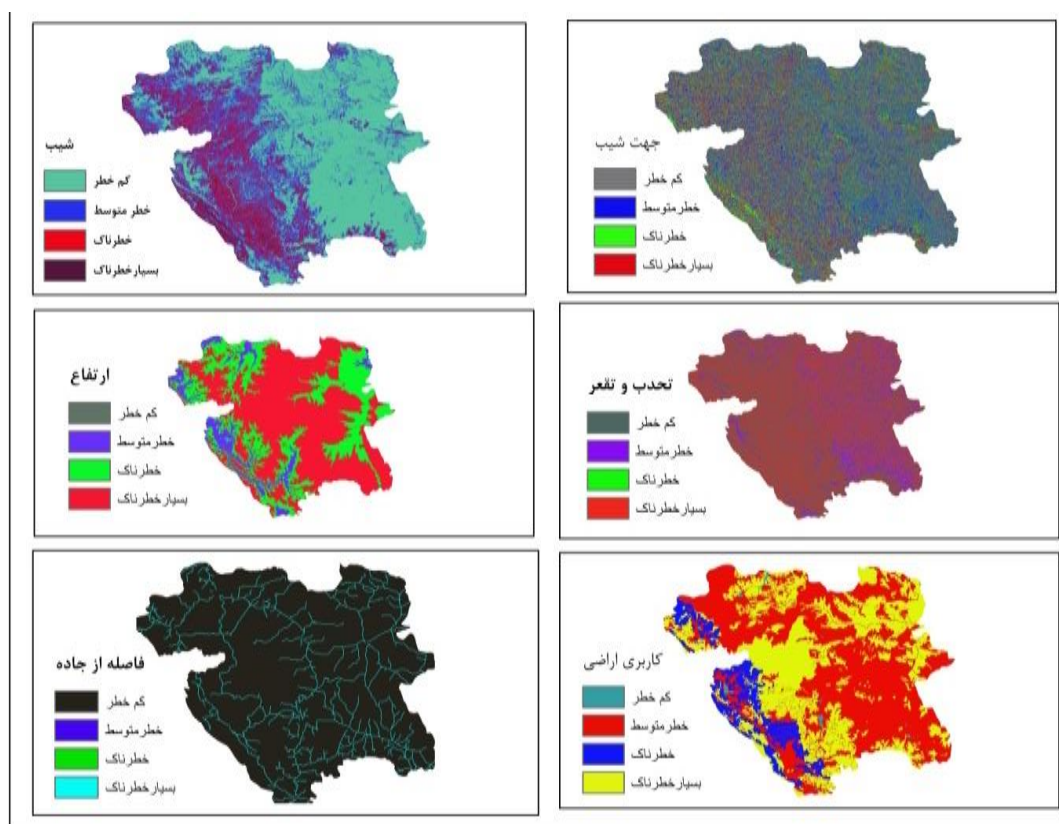 شیب
کم خطر
خطر متوسط
خطرناک
بسیارخطرناک
جهت شیب
کم خطر
خطرمتوسط
خطرناک
بسیارخطرناک
ارتفاع
کم خطر
خطرمتوسط
خطرناک
بسیارخطرناک
تحدب و تقعر
کم خطر
خطرمتوسط
خطرناک
بسیارخطرناک
فاصله از جاده
کم خطر
خطرمتوسط
خطرناک
بسیارخطرناک
کاربری اراضی
کم خطر
خطرمتوسط
خطرناک
بسیارخطرناک